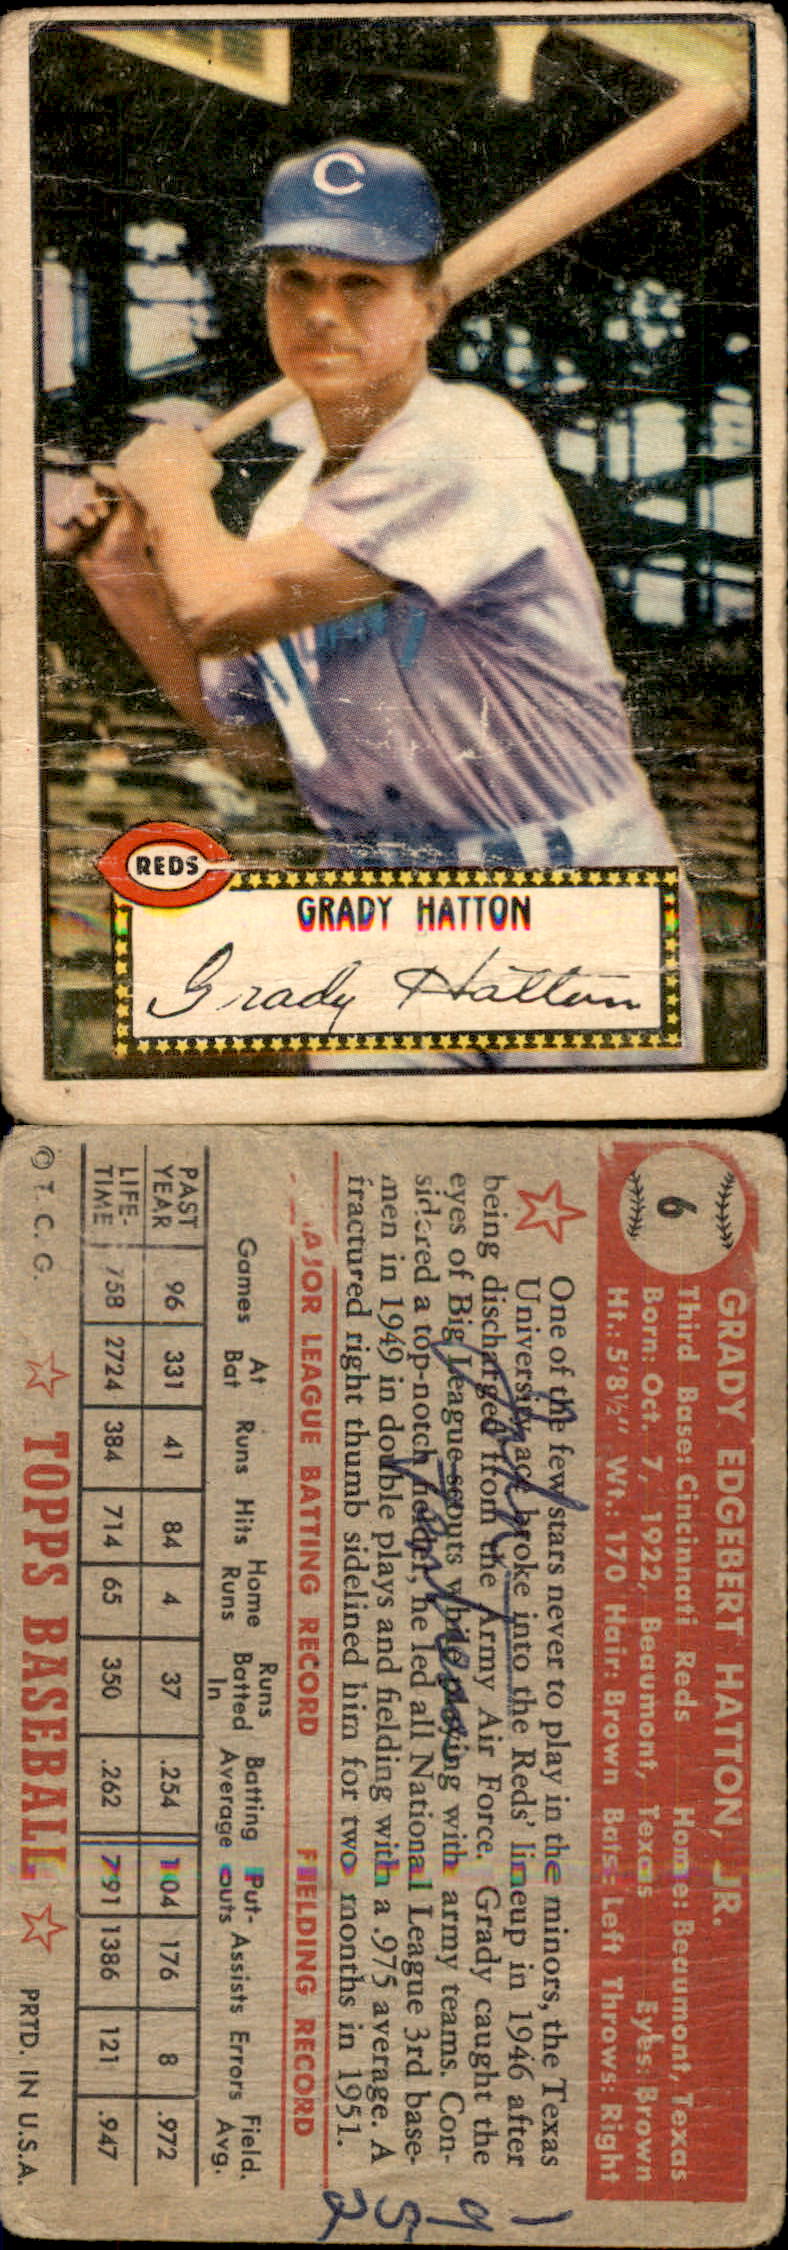 C
REDS
GRADY HATTON
Grady Hatton
6
GRADY EDGEBERT HATTON, JR.
Third Base: Cincinnati Reds Home: Beaumont, Texas
Born: Oct. 7, 1922, Beaumont, Texas Eyes: Brown
Ht.: 5'8½" Wt.: 170 Hair: Brown Bats: Left Throws: Right
One of the few stars never to play in the minors, the Texas
University ace broke into the Reds' lineup in 1946 after
being discharged from the Army Air Force. Grady caught the
eyes of Big League scouts while playing with army teams. Con-
sidered a top-notch fielder, he led all National League 3rd base-
men in 1949 in double plays and fielding with a .975 average. A
fractured right thumb sidelined him for two months in 1951.
1952
MAJOR LEAGUE BATTING RECORD FIELDING RECORD
Games At Bat Runs Hits Home Runs Runs Batted In Batting Average Put-outs Assists Errors Field. Avg.
PAST YEAR 96 331 41 84 4 37 .254 104 176 8 .972
LIFE-TIME 758 2724 384 714 65 350 .262 791 1386 121 .947
© T. C. G. TOPPS BASEBALL PRTD. IN U.S.A.